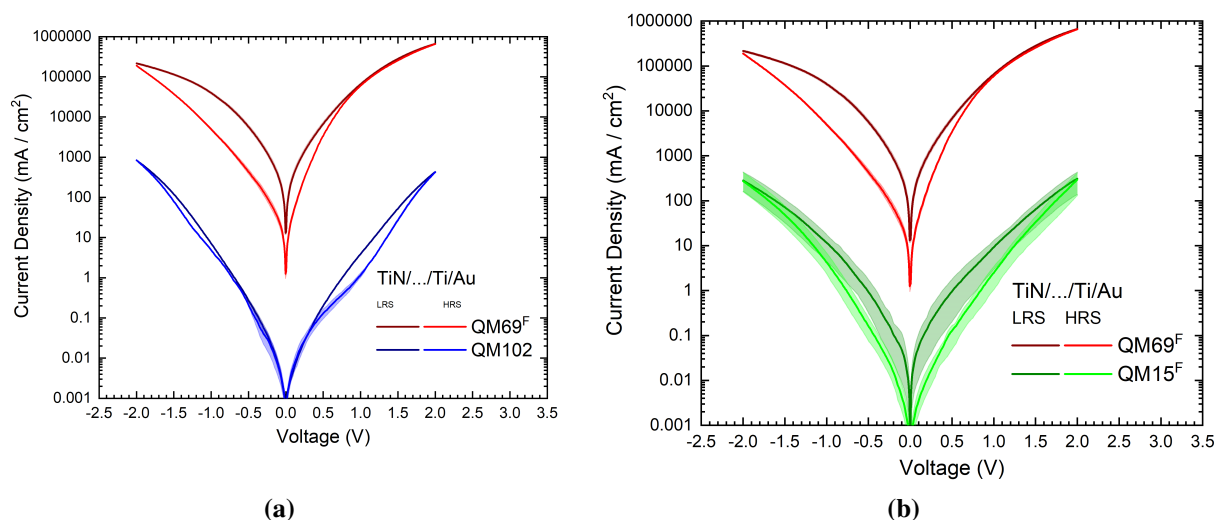 1000000
100000
10000
1000
100
10
1
0.1
0.01
0.001
Current Density (mA / cm²)
-2.5 -2.0 -1.5 -1.0 -0.5 0.0 0.5 1.0 1.5 2.0 2.5 3.0 3.5
Voltage (V)
TiN/.../Ti/Au
LRS HRS
QM69ᶠ
QM102
(a)
1000000
100000
10000
1000
100
10
1
0.1
0.01
0.001
Current Density (mA / cm²)
-2.5 -2.0 -1.5 -1.0 -0.5 0.0 0.5 1.0 1.5 2.0 2.5 3.0 3.5
Voltage (V)
TiN/.../Ti/Au
LRS HRS
QM69ᶠ
QM15ᶠ
(b)